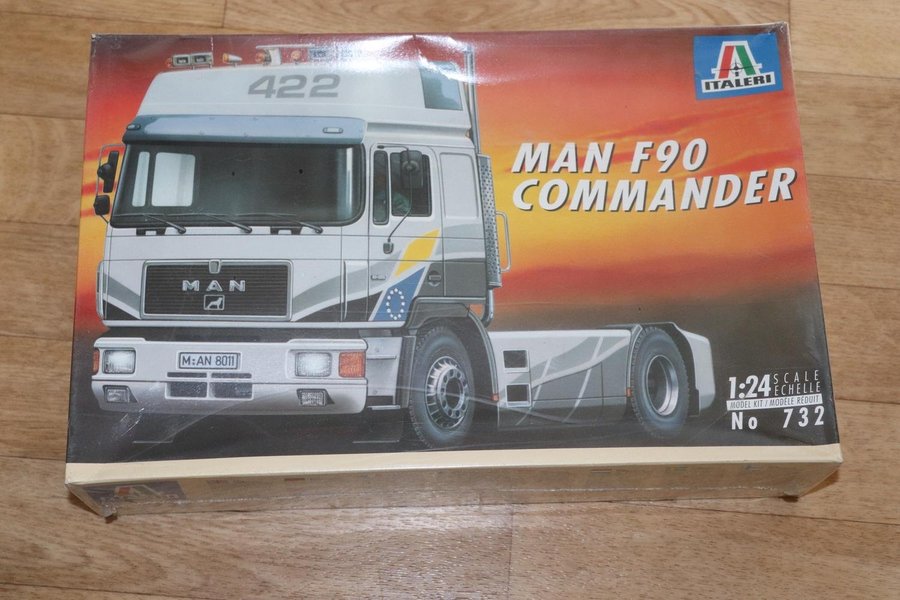 422
ITALERI
MAN F90
COMMANDER
MAN
M:AN 8011
1:24 SCALE
ECHELLE
MODEL KIT / MODÈLE REDUIT
No 732